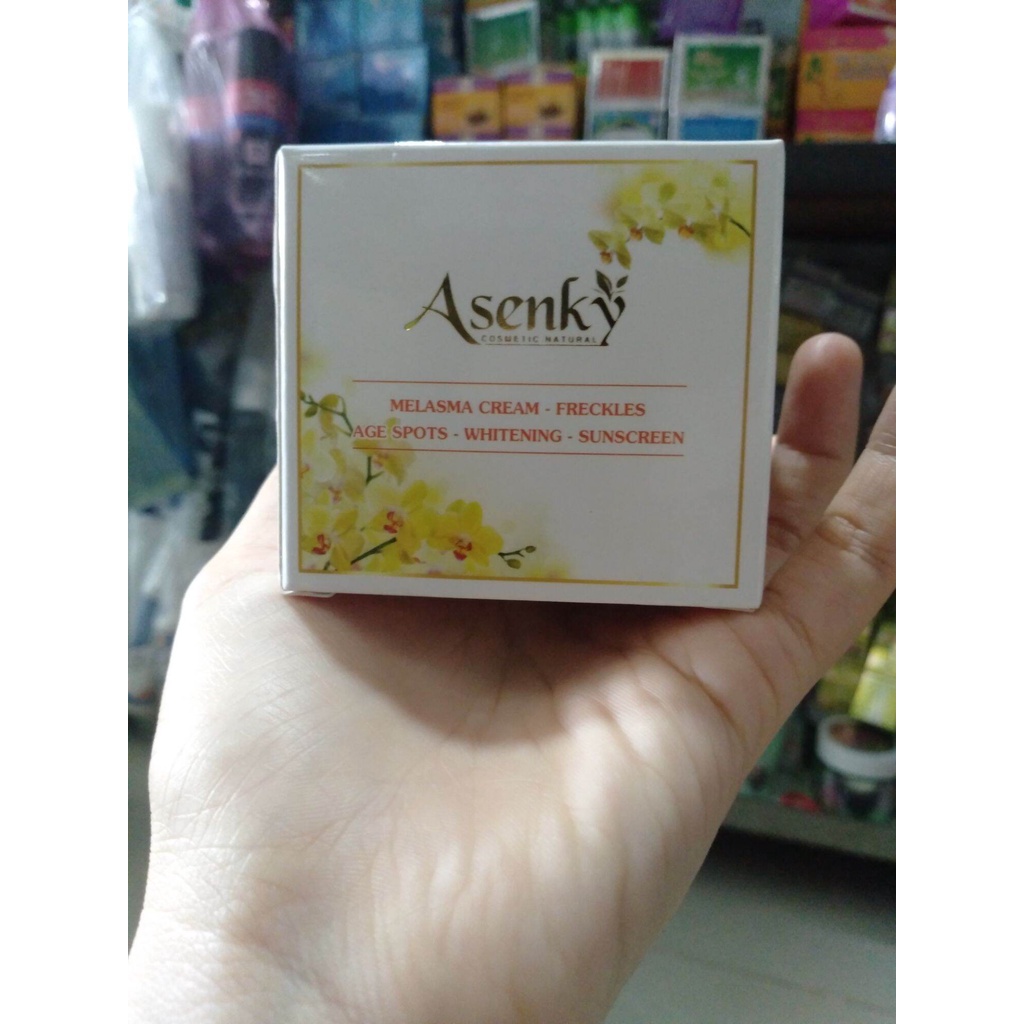 Asenky
COSMETIC NATURAL
MELASMA CREAM - FRECKLES
AGE SPOTS - WHITENING - SUNSCREEN